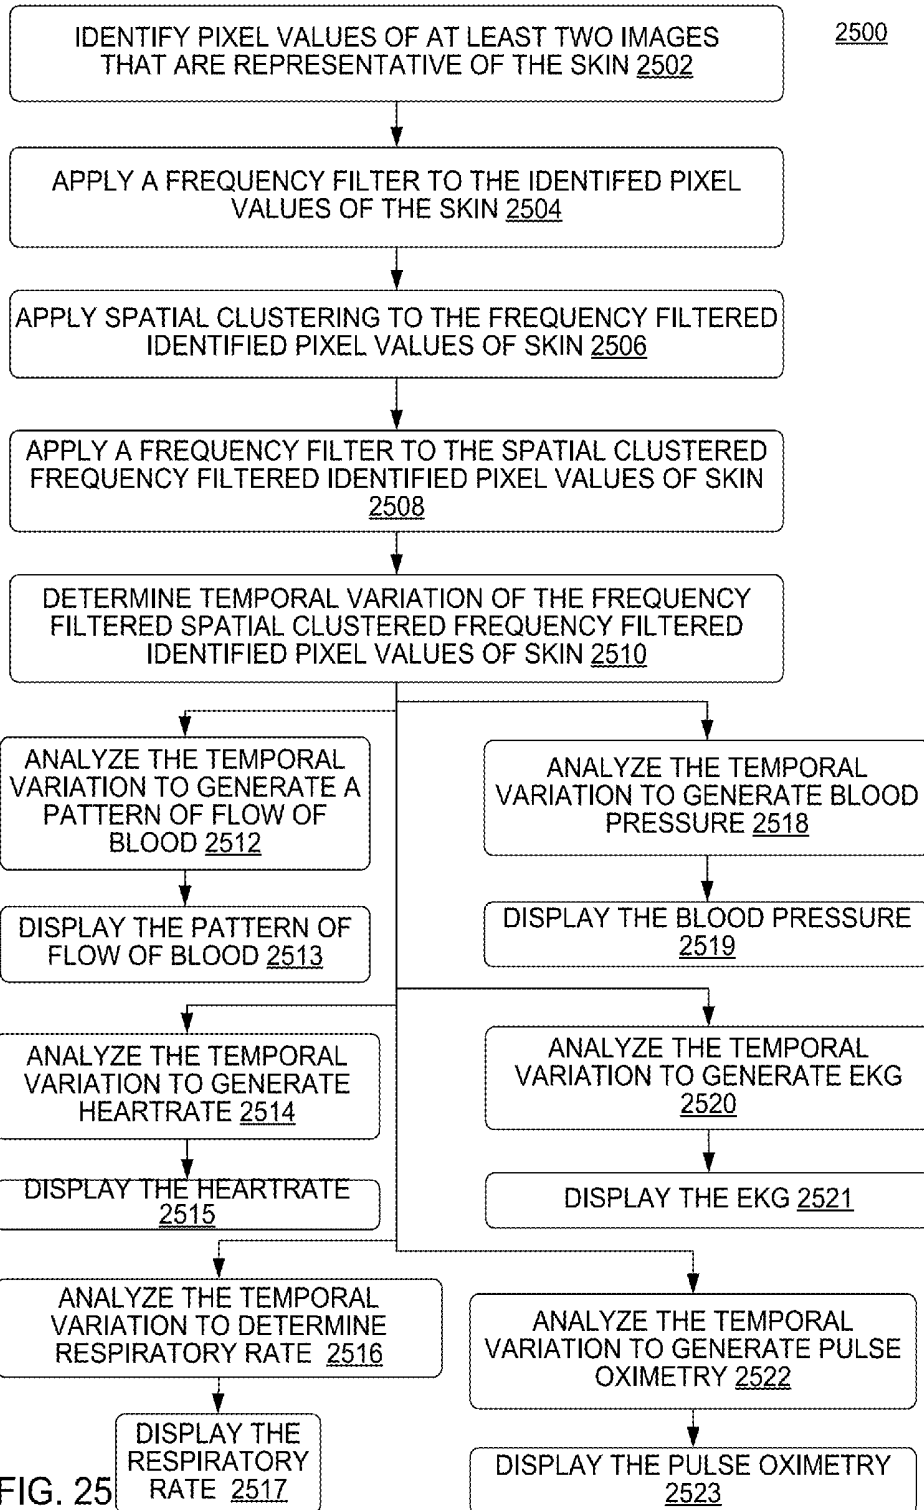 2500
IDENTIFY PIXEL VALUES OF AT LEAST TWO IMAGES
THAT ARE REPRESENTATIVE OF THE SKIN 2502
APPLY A FREQUENCY FILTER TO THE IDENTIFED PIXEL
VALUES OF THE SKIN 2504
APPLY SPATIAL CLUSTERING TO THE FREQUENCY FILTERED
IDENTIFIED PIXEL VALUES OF SKIN 2506
APPLY A FREQUENCY FILTER TO THE SPATIAL CLUSTERED
FREQUENCY FILTERED IDENTIFIED PIXEL VALUES OF SKIN
2508
DETERMINE TEMPORAL VARIATION OF THE FREQUENCY
FILTERED SPATIAL CLUSTERED FREQUENCY FILTERED
IDENTIFIED PIXEL VALUES OF SKIN 2510
ANALYZE THE TEMPORAL
VARIATION TO GENERATE A
PATTERN OF FLOW OF
BLOOD 2512
DISPLAY THE PATTERN OF
FLOW OF BLOOD 2513
ANALYZE THE TEMPORAL
VARIATION TO GENERATE BLOOD
PRESSURE 2518
DISPLAY THE BLOOD PRESSURE
2519
ANALYZE THE TEMPORAL
VARIATION TO GENERATE
HEARTRATE 2514
DISPLAY THE HEARTRATE
2515
ANALYZE THE TEMPORAL
VARIATION TO GENERATE EKG
2520
DISPLAY THE EKG 2521
ANALYZE THE TEMPORAL
VARIATION TO DETERMINE
RESPIRATORY RATE 2516
DISPLAY THE
RESPIRATORY
RATE 2517
ANALYZE THE TEMPORAL
VARIATION TO GENERATE PULSE
OXIMETRY 2522
DISPLAY THE PULSE OXIMETRY
2523
FIG. 25